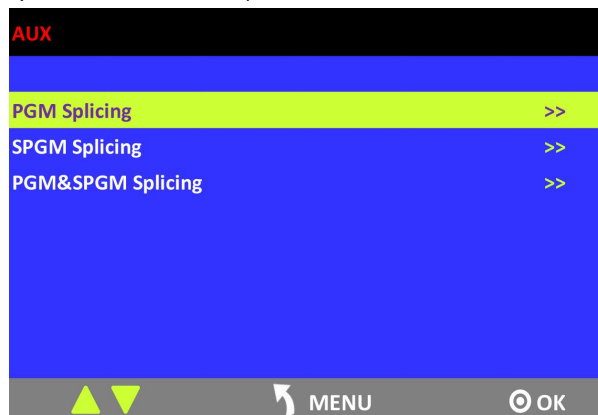 AUX
PGM Splicing >>
SPGM Splicing >>
PGM&SPGM Splicing >>
MENU OK